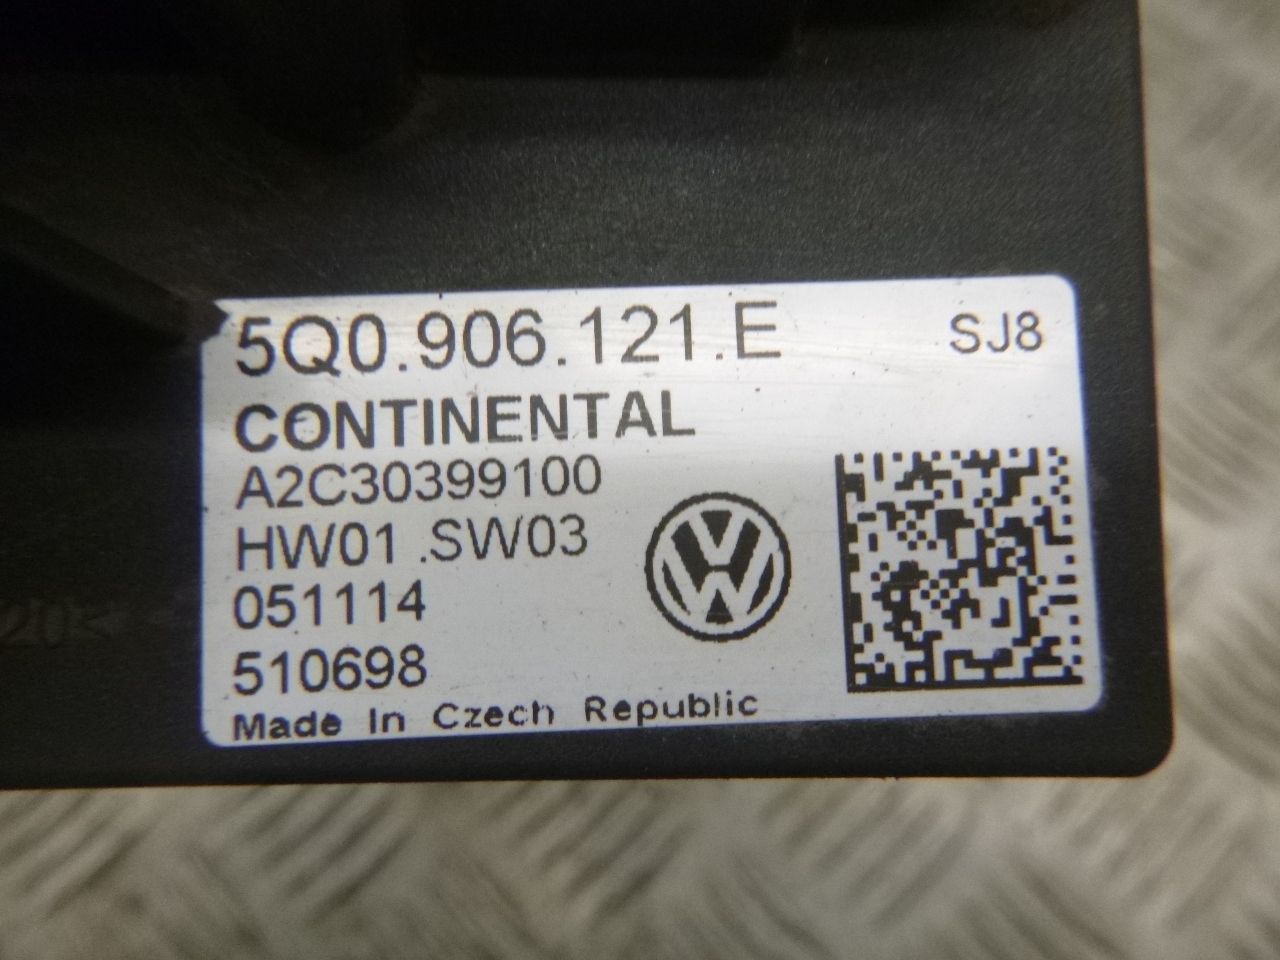 5Q0.906.121.E SJ8
CONTINENTAL
A2C30399100
HW01 .SW03
051114
510698
Made In Czech Republic